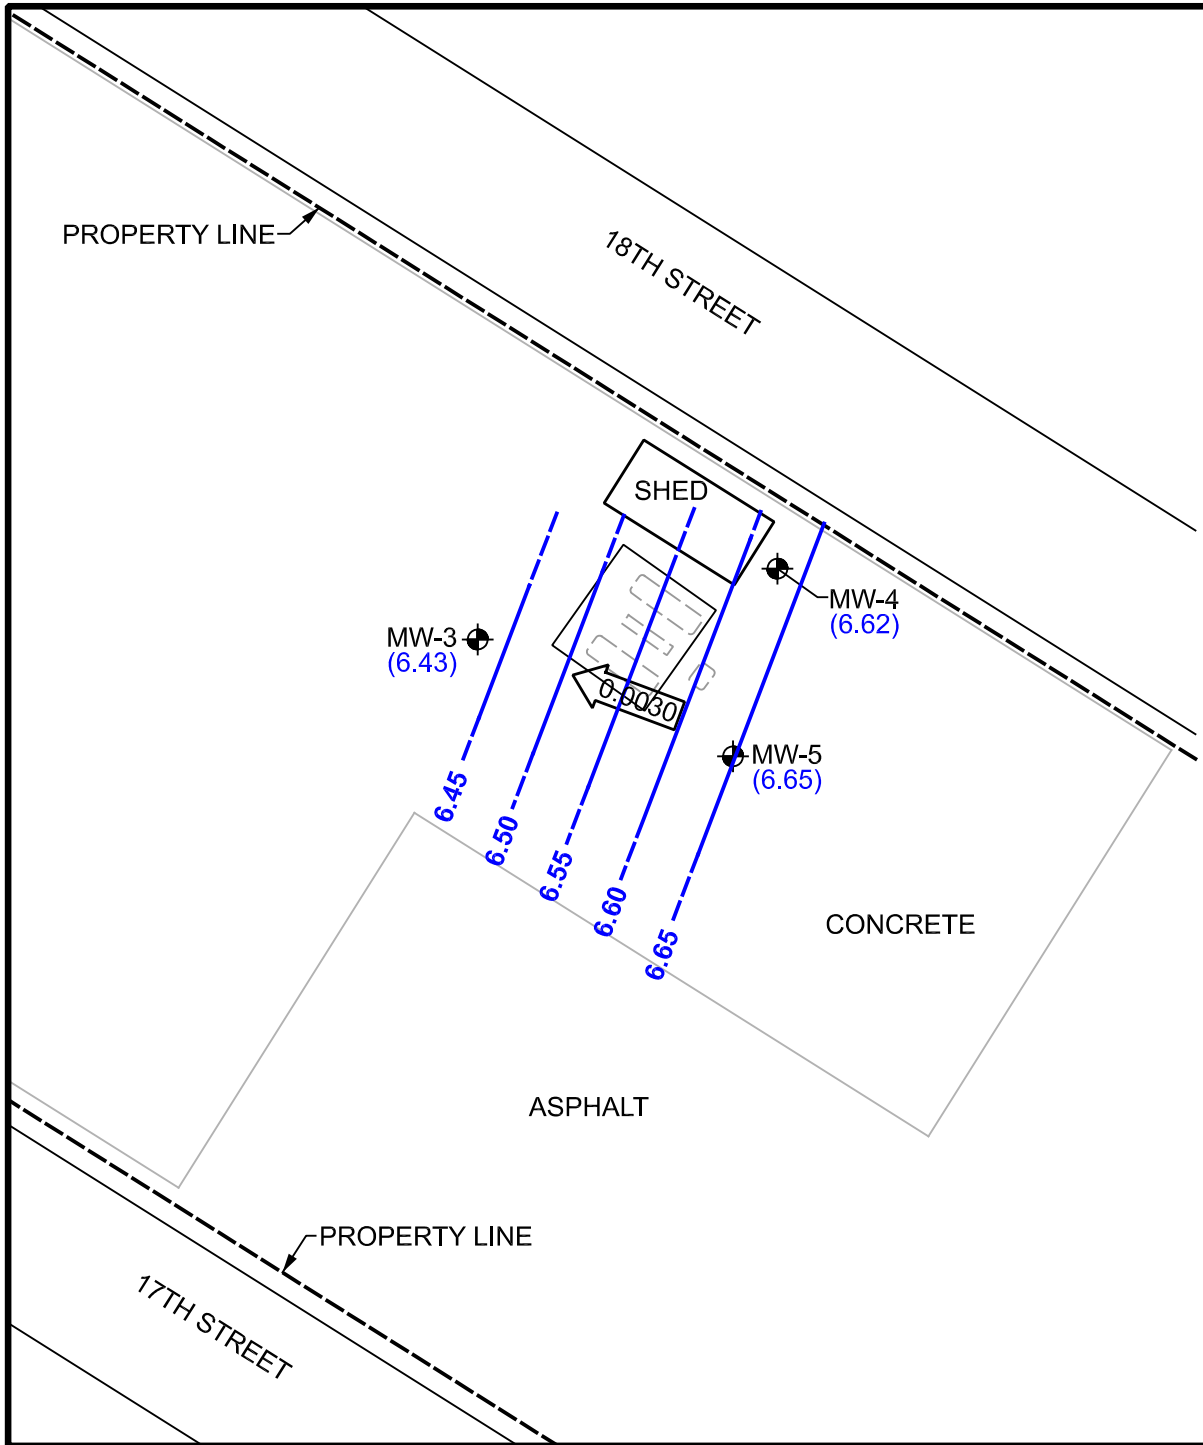 PROPERTY LINE
18TH STREET
SHED
MW-4
(6.62)
MW-3
(6.43)
0.0030
MW-5
(6.65)
6.45
6.50
6.55
6.60
6.65
CONCRETE
ASPHALT
PROPERTY LINE
17TH STREET